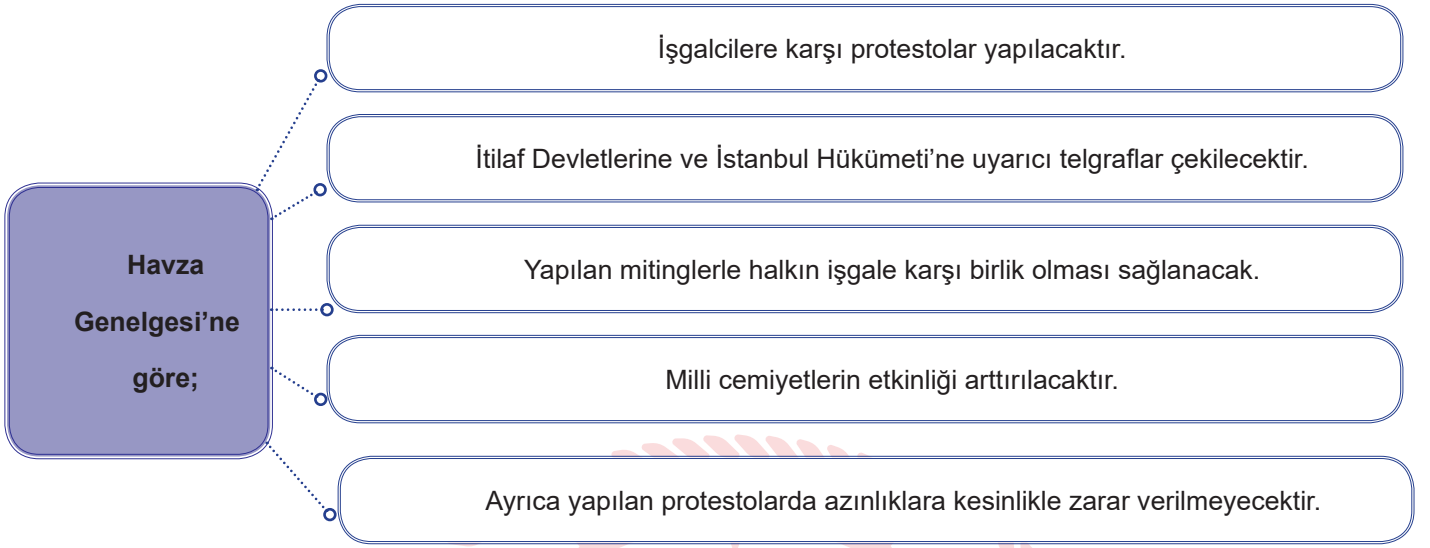 Havza
Genelgesi’ne
göre;
İşgalcilere karşı protestolar yapılacaktır.
İtilaf Devletlerine ve İstanbul Hükümeti’ne uyarıcı telgraflar çekilecektir.
Yapılan mitinglerle halkın işgale karşı birlik olması sağlanacak.
Milli cemiyetlerin etkinliği arttırılacaktır.
Ayrıca yapılan protestolarda azınlıklara kesinlikle zarar verilmeyecektir.